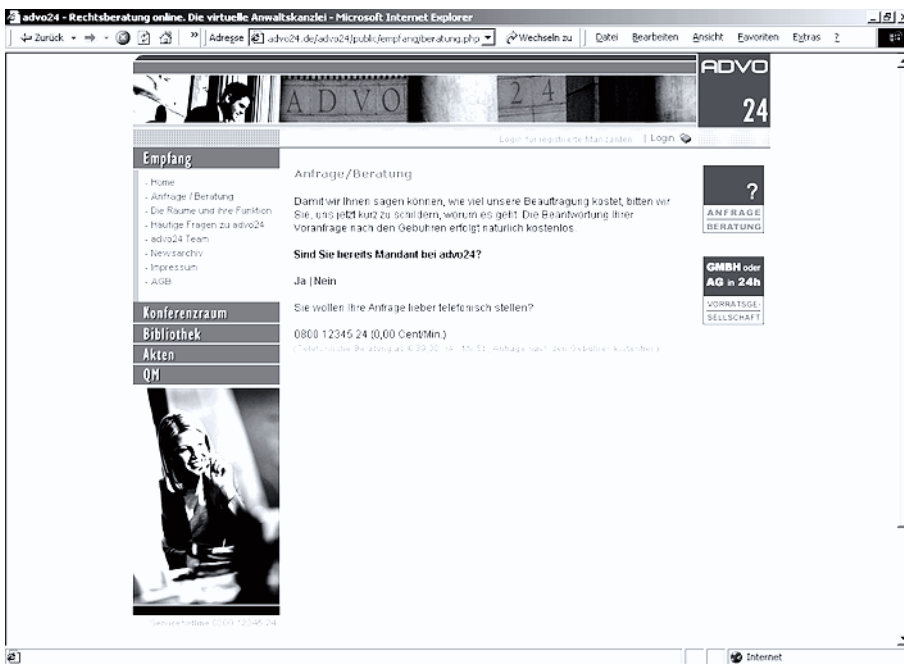 advo24 - Rechtsberatung online. Die virtuelle Anwaltskanzlei - Microsoft Internet Explorer
Zurück
Adresse
advo24.de/advo24/public/empfang/beratung.php
Wechseln zu
Datei Bearbeiten Ansicht Favoriten Extras ?
ADVO
24
ADVO 24
Login für registrierte Mandanten | Login
Empfang
- Home
- Anfrage / Beratung
- Die Räume und ihre Funktion
- Häufige Fragen zu advo24
- advo24 Team
- Newsarchiv
- Impressum
- AGB
Konferenzraum
Bibliothek
Akten
QM
Servicehotline 0800 12345 24
Anfrage/Beratung
Damit wir Ihnen sagen können, wie viel unsere Beauftragung kostet, bitten wir
Sie, uns jetzt kurz zu schildern, worum es geht. Die Beantwortung Ihrer
Voranfrage nach den Gebühren erfolgt natürlich kostenlos.
Sind Sie bereits Mandant bei advo24?
Ja | Nein
Sie wollen Ihre Anfrage lieber telefonisch stellen?
0800 12345 24 (0,00 Cent/Min.)
?
ANFRAGE
BERATUNG
GMBH oder
AG in 24h
VORRATSGE-
SELLSCHAFT
Internet